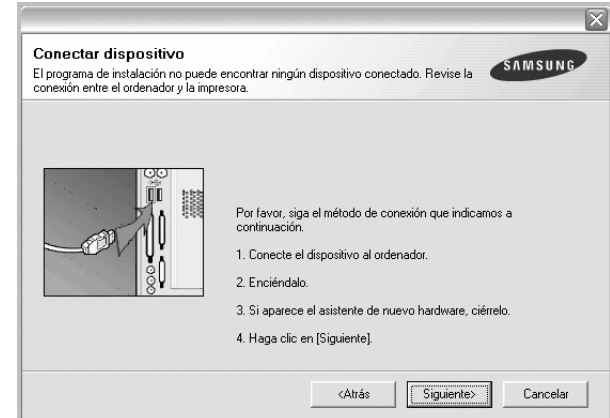 Conectar dispositivo
El programa de instalación no puede encontrar ningún dispositivo conectado. Revise la
conexión entre el ordenador y la impresora.
SAMSUNG
Por favor, siga el método de conexión que indicamos a
continuación.
1. Conecte el dispositivo al ordenador.
2. Enciéndalo.
3. Si aparece el asistente de nuevo hardware, ciérrelo.
4. Haga clic en [Siguiente].
<Atrás
Siguiente>
Cancelar